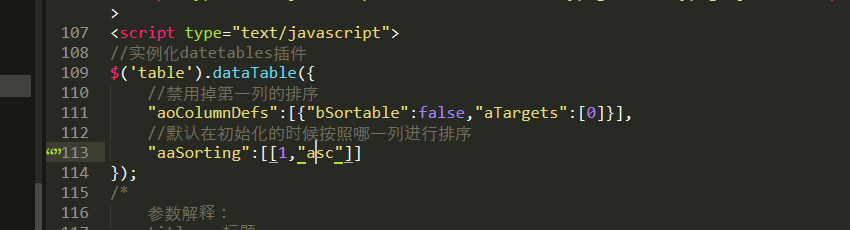 >
107 <script type="text/javascript">
108 //实例化datetables插件
109 $('table').dataTable({
110 //禁用掉第一列的排序
111 "aoColumnDefs":[{"bSortable":false,"aTargets":[0]}],
112 //默认在初始化的时候按照哪一列进行排序
113 "aaSorting":[[1,"asc"]]
114 });
115 /*
116 参数解释：